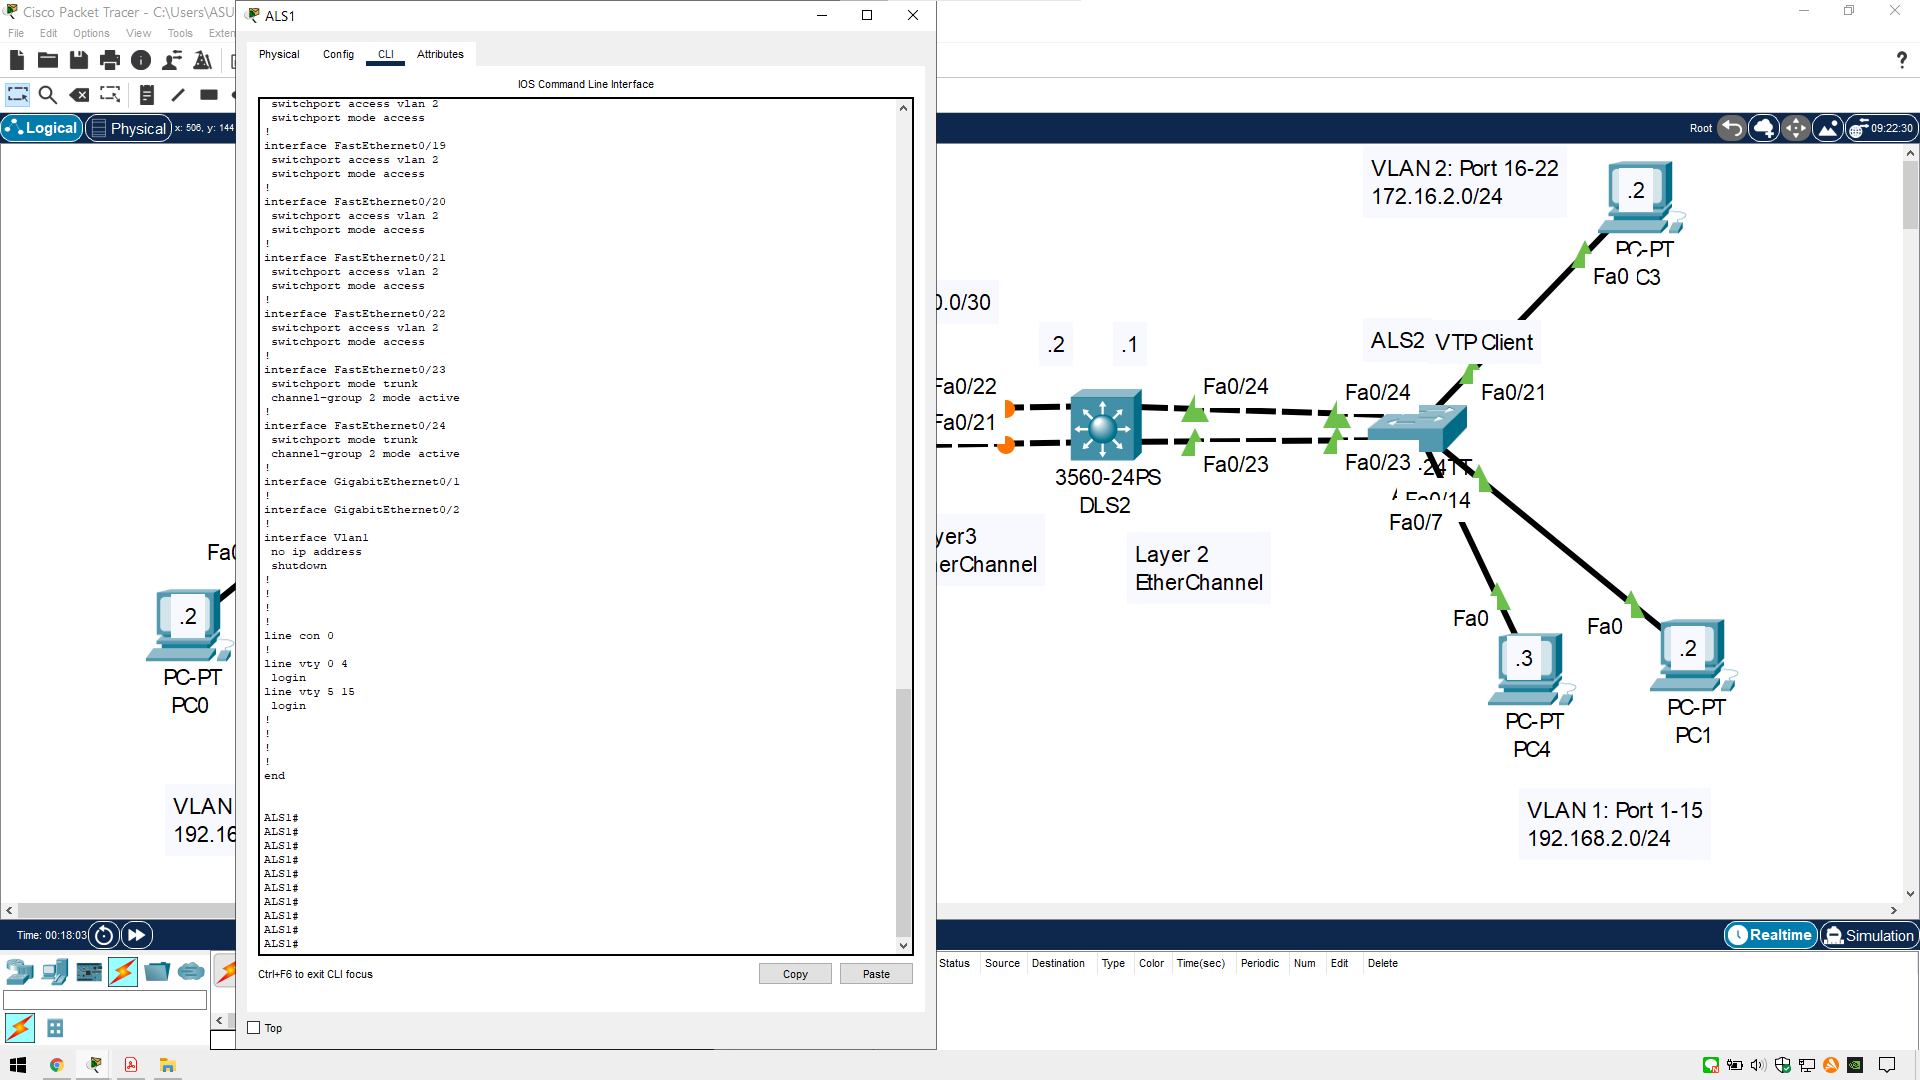 Cisco Packet Tracer - C:\Users\ASU
File Edit Options View Tools Exten
Logical
Physical
x: 506, y: 144
Root
09:22:30
ALS1
Physical Config CLI Attributes
IOS Command Line Interface
switchport access vlan 2
switchport mode access
!
interface FastEthernet0/19
switchport access vlan 2
switchport mode access
!
interface FastEthernet0/20
switchport access vlan 2
switchport mode access
!
interface FastEthernet0/21
switchport access vlan 2
switchport mode access
!
interface FastEthernet0/22
switchport access vlan 2
switchport mode access
!
interface FastEthernet0/23
switchport mode trunk
channel-group 2 mode active
!
interface FastEthernet0/24
switchport mode trunk
channel-group 2 mode active
!
interface GigabitEthernet0/1
!
interface GigabitEthernet0/2
!
interface Vlan1
no ip address
shutdown
!
!
!
!
line con 0
!
line vty 0 4
login
line vty 5 15
login
!
!
!
!
end
ALS1#
ALS1#
ALS1#
ALS1#
ALS1#
ALS1#
ALS1#
ALS1#
ALS1#
ALS1#
Ctrl+F6 to exit CLI focus
Copy
Paste
Top
Fa0
.2
PC-PT
PC0
VLAN
192.16
VLAN 2: Port 16-22
172.16.2.0/24
.2
PC-PT
Fa0 C3
0.0/30
.2
.1
ALS2 VTP Client
Fa0/22
Fa0/24
Fa0/24
Fa0/21
Fa0/21
Fa0/23
Fa0/23
24TT
3560-24PS
DLS2
Fa0/14
Fa0/7
yer3
erChannel
Layer 2
EtherChannel
Fa0
Fa0
.3
.2
PC-PT
PC4
PC-PT
PC1
VLAN 1: Port 1-15
192.168.2.0/24
Time: 00:18:03
Realtime
Simulation
Status Source Destination Type Color Time(sec) Periodic Num Edit Delete